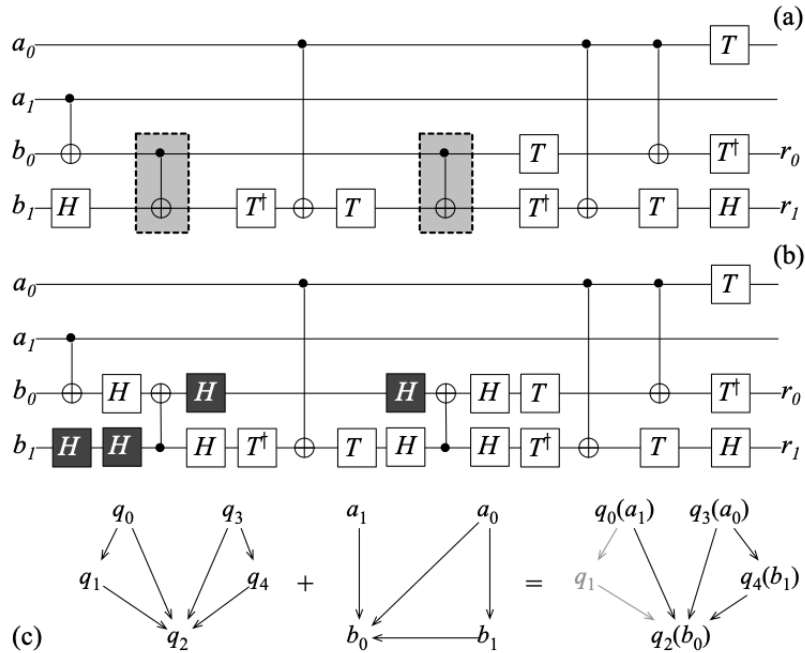 (a)
a₀ T
a₁
b₀ T T† r₀
b₁ H T† T T† T H r₁
(b)
a₀ T
a₁
b₀ H H H H T T† r₀
b₁ H H H T† T H H T† T H r₁
q₀ q₃ a₁ a₀ q₀(a₁) q₃(a₀)
q₁ q₄ + = q₁ q₄(b₁)
(c) q₂ b₀ b₁ q₂(b₀)